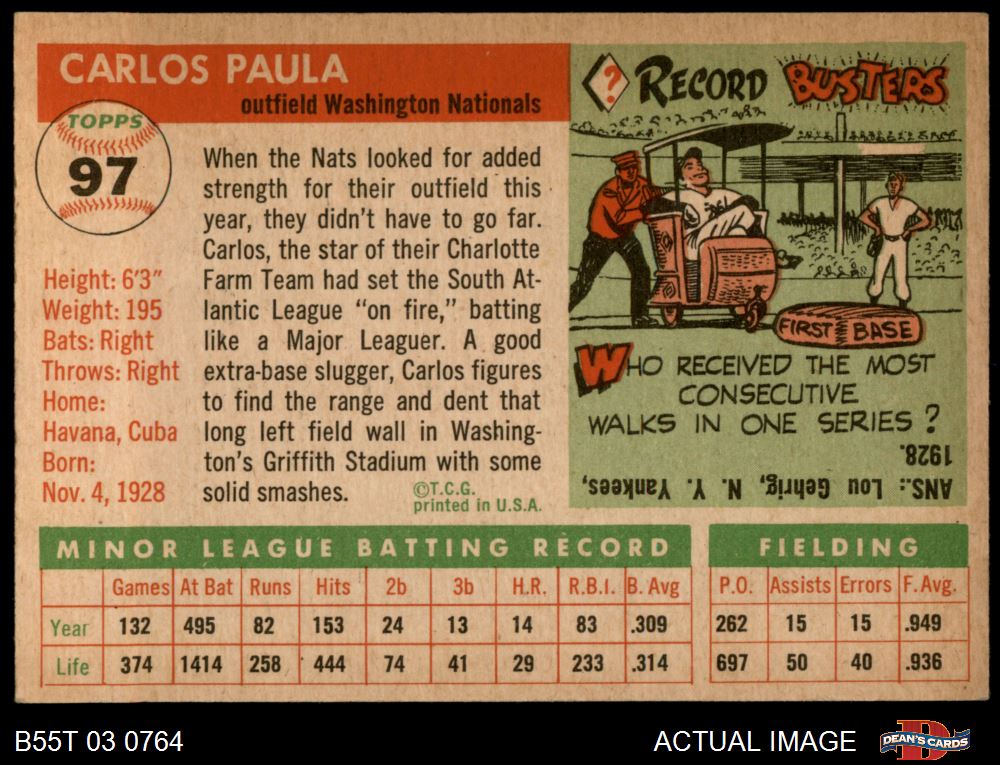 CARLOS PAULA
outfield Washington Nationals
TOPPS
97
Height: 6'3"
Weight: 195
Bats: Right
Throws: Right
Home:
Havana, Cuba
Born:
Nov. 4, 1928
When the Nats looked for added
strength for their outfield this
year, they didn't have to go far.
Carlos, the star of their Charlotte
Farm Team had set the South At-
lantic League "on fire," batting
like a Major Leaguer. A good
extra-base slugger, Carlos figures
to find the range and dent that
long left field wall in Washing-
ton's Griffith Stadium with some
solid smashes.
©T.C.G.
printed in U.S.A.
? RECORD BUSTERS
FIRST BASE
WHO RECEIVED THE MOST
CONSECUTIVE
WALKS IN ONE SERIES?
ANS.: Lou Gehrig, N. Y. Yankees,
1928.
MINOR LEAGUE BATTING RECORD
Games At Bat Runs Hits 2b 3b H.R. R.B.I. B. Avg
Year 132 495 82 153 24 13 14 83 .309
Life 374 1414 258 444 74 41 29 233 .314
FIELDING
P.O. Assists Errors F. Avg.
262 15 15 .949
697 50 40 .936
B55T 03 0764
ACTUAL IMAGE
D
DEAN'S CARDS